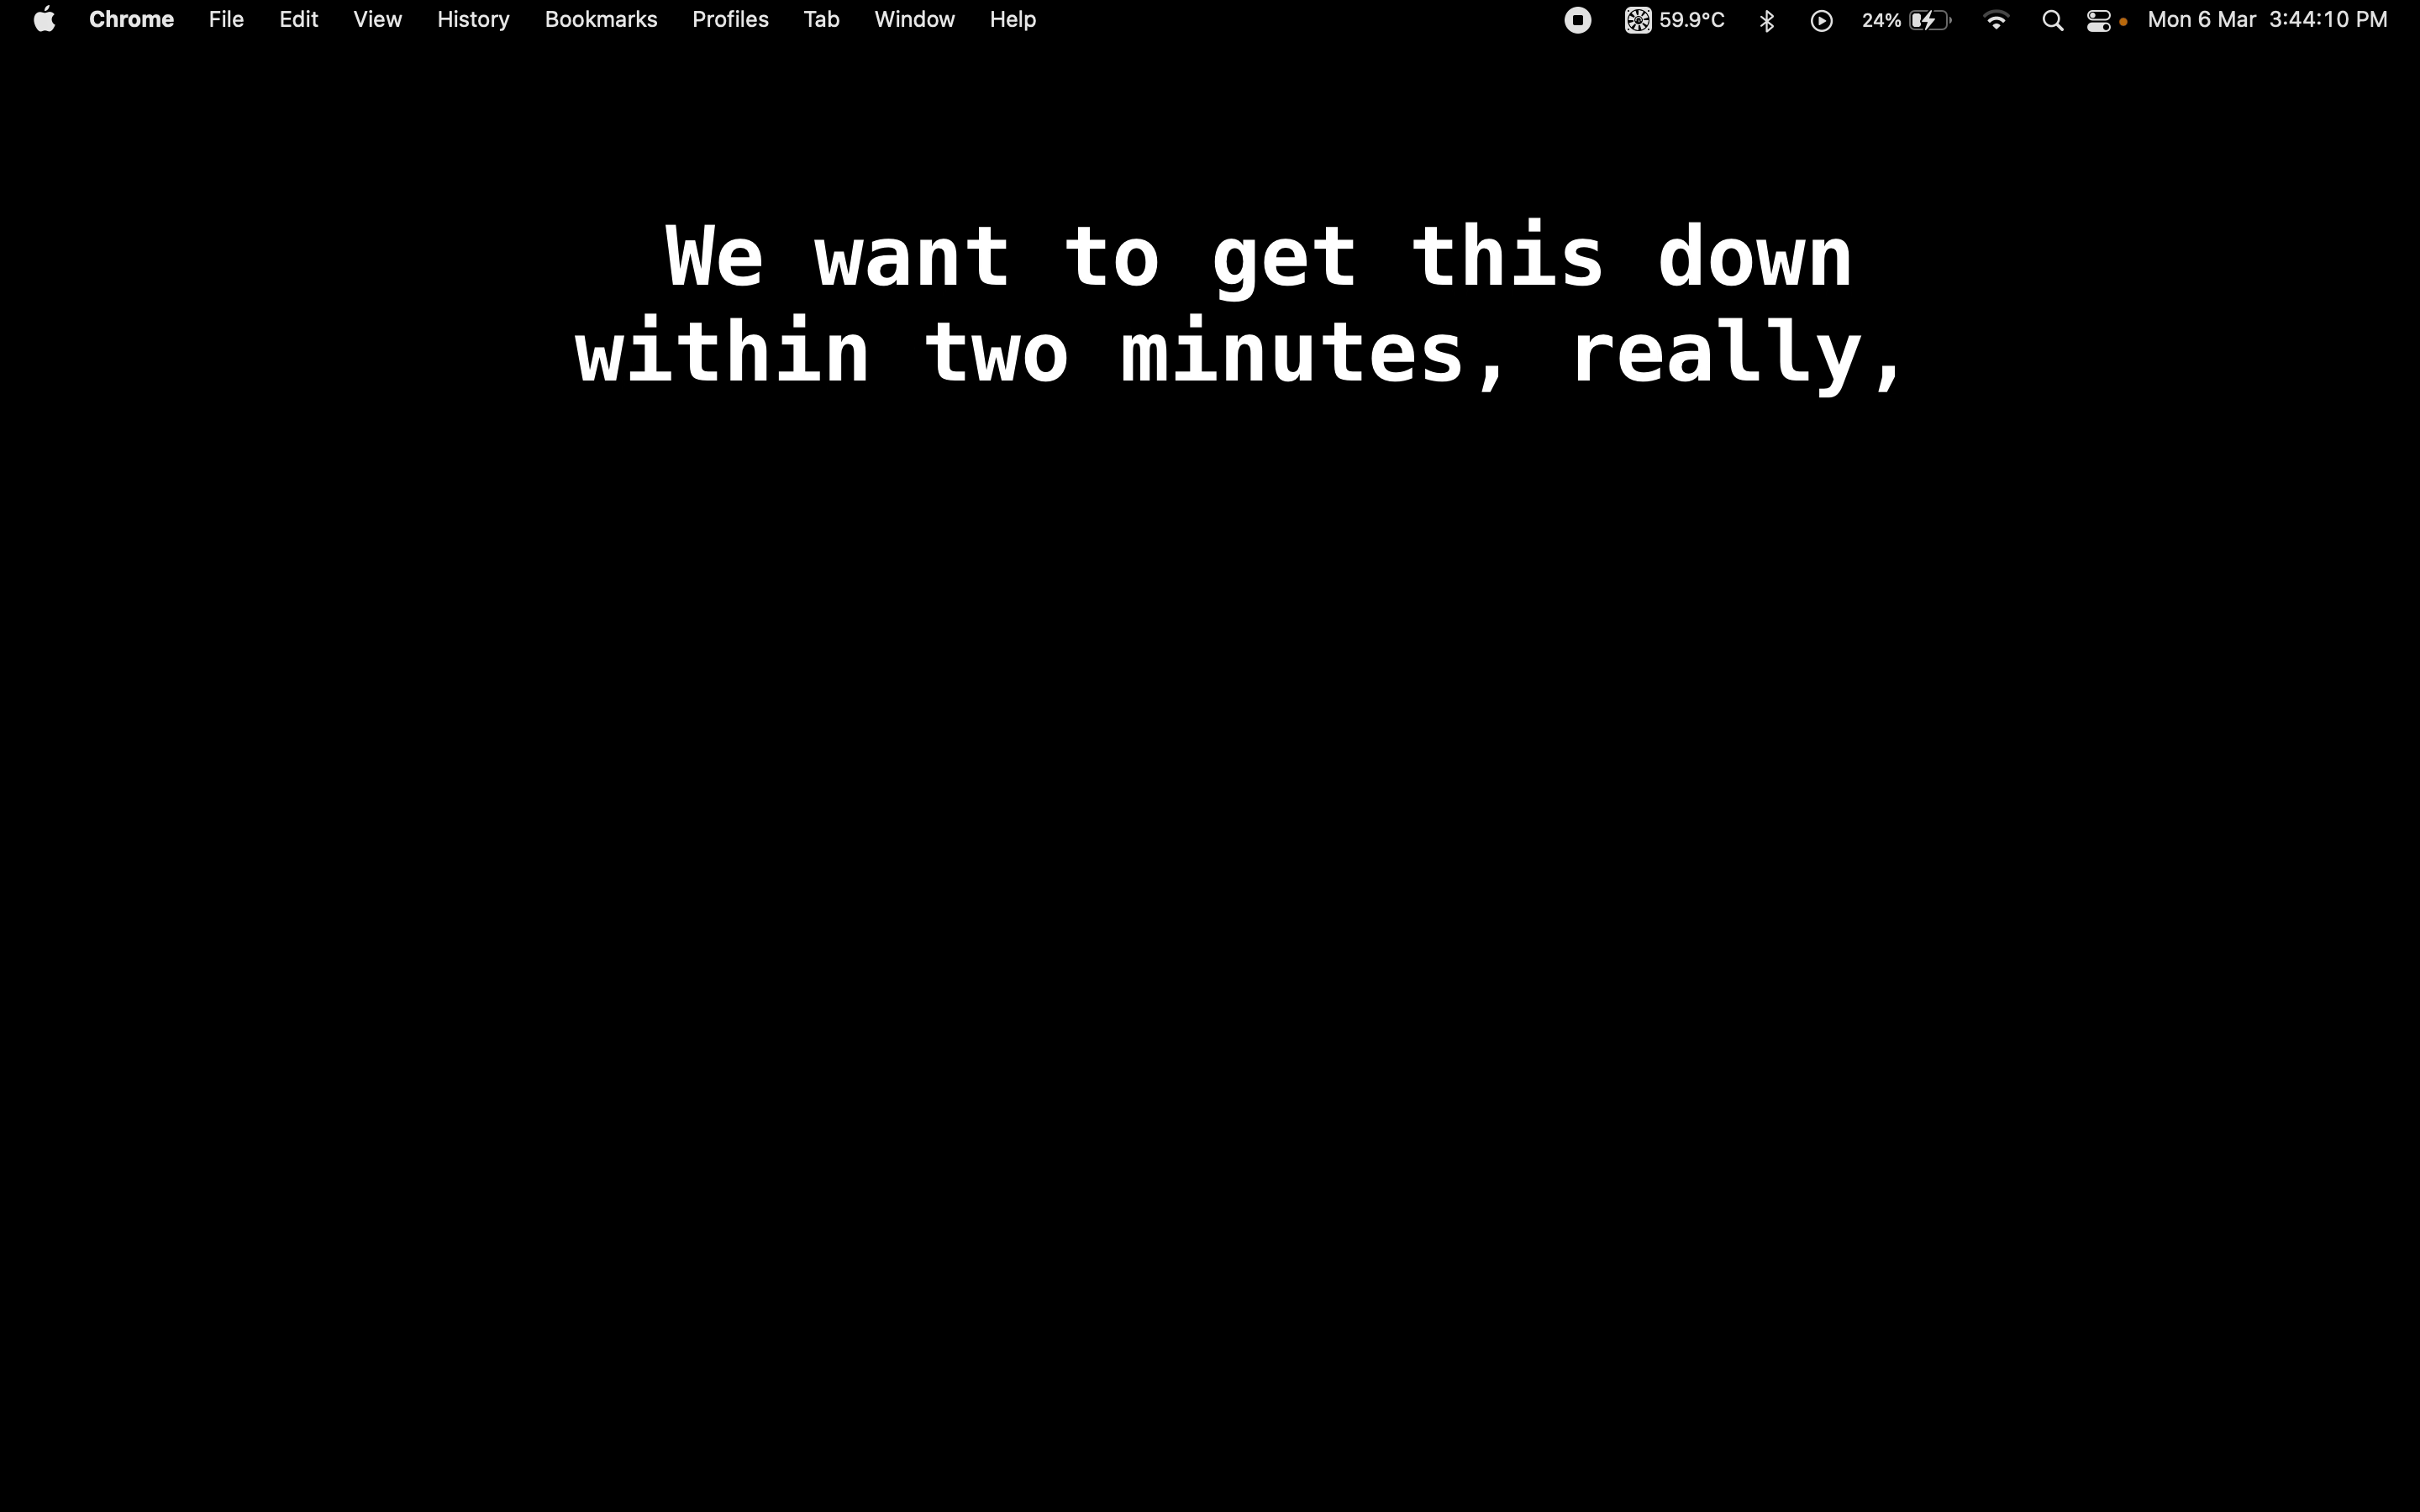 Chrome File Edit View History Bookmarks Profiles Tab Window Help 59.9°C 24% Mon 6 Mar 3:44:10 PM
We want to get this down
within two minutes, really,